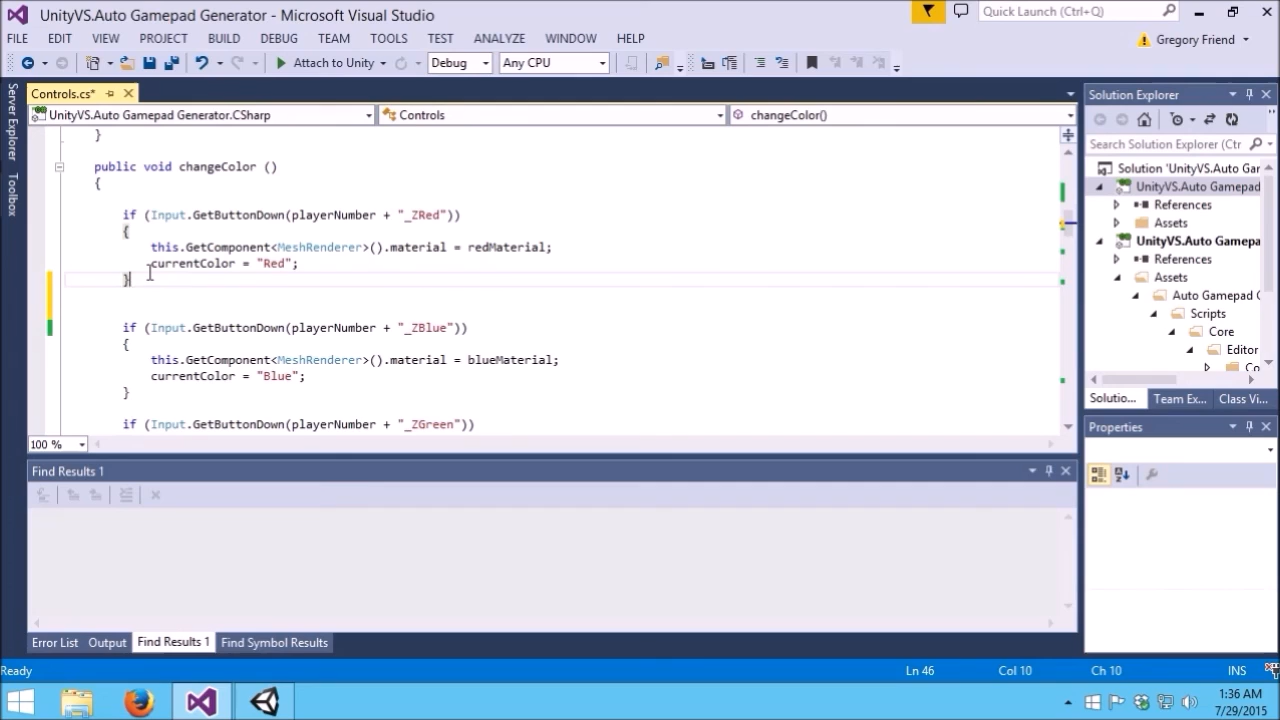 UnityVS.Auto Gamepad Generator - Microsoft Visual Studio
Quick Launch (Ctrl+Q)
FILE EDIT VIEW PROJECT BUILD DEBUG TEAM TOOLS TEST ANALYZE WINDOW HELP
Gregory Friend
Attach to Unity Debug Any CPU
Server Explorer
Toolbox
Controls.cs*
UnityVS.Auto Gamepad Generator.CSharp Controls changeColor()
}
public void changeColor ()
{
if (Input.GetButtonDown(playerNumber + "_ZRed"))
{
this.GetComponent<MeshRenderer>().material = redMaterial;
currentColor = "Red";
}
if (Input.GetButtonDown(playerNumber + "_ZBlue"))
{
this.GetComponent<MeshRenderer>().material = blueMaterial;
currentColor = "Blue";
}
if (Input.GetButtonDown(playerNumber + "_ZGreen"))
100 %
Solution Explorer
Search Solution Explorer (Ctr
Solution 'UnityVS.Auto Gar
UnityVS.Auto Gamepad
References
Assets
UnityVS.Auto Gamepa
References
Assets
Auto Gamepad G
Scripts
Core
Editor
Co
Solutio... Team Ex... Class Vi...
Properties
Find Results 1
Error List Output Find Results 1 Find Symbol Results
Ready Ln 46 Col 10 Ch 10 INS
1:36 AM
7/29/2015